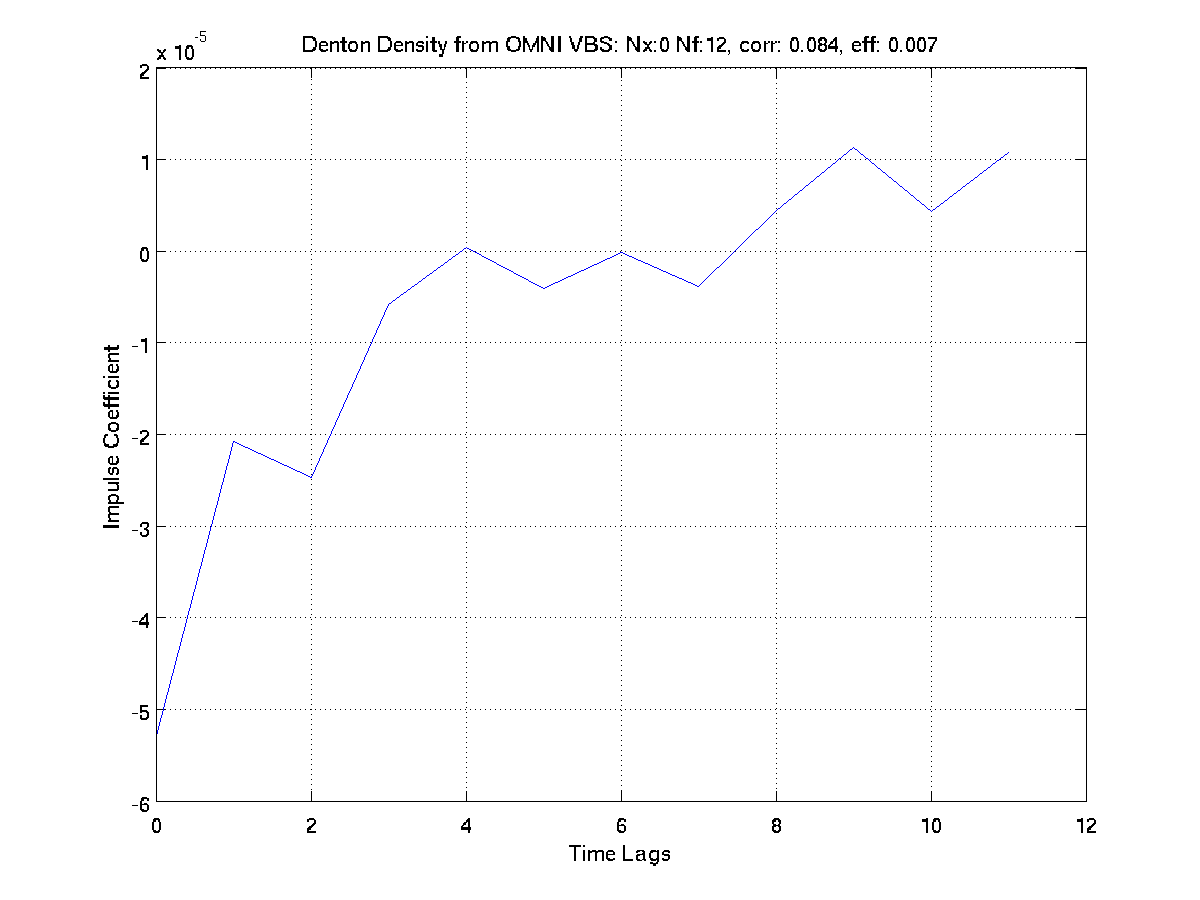 Denton Density from OMNI VBS: Nx:0 Nf:12, corr: 0.084, eff: 0.007
x 10^-5
2
1
0
-1
-2
-3
-4
-5
-6
Impulse Coefficient
0 2 4 6 8 10 12
Time Lags